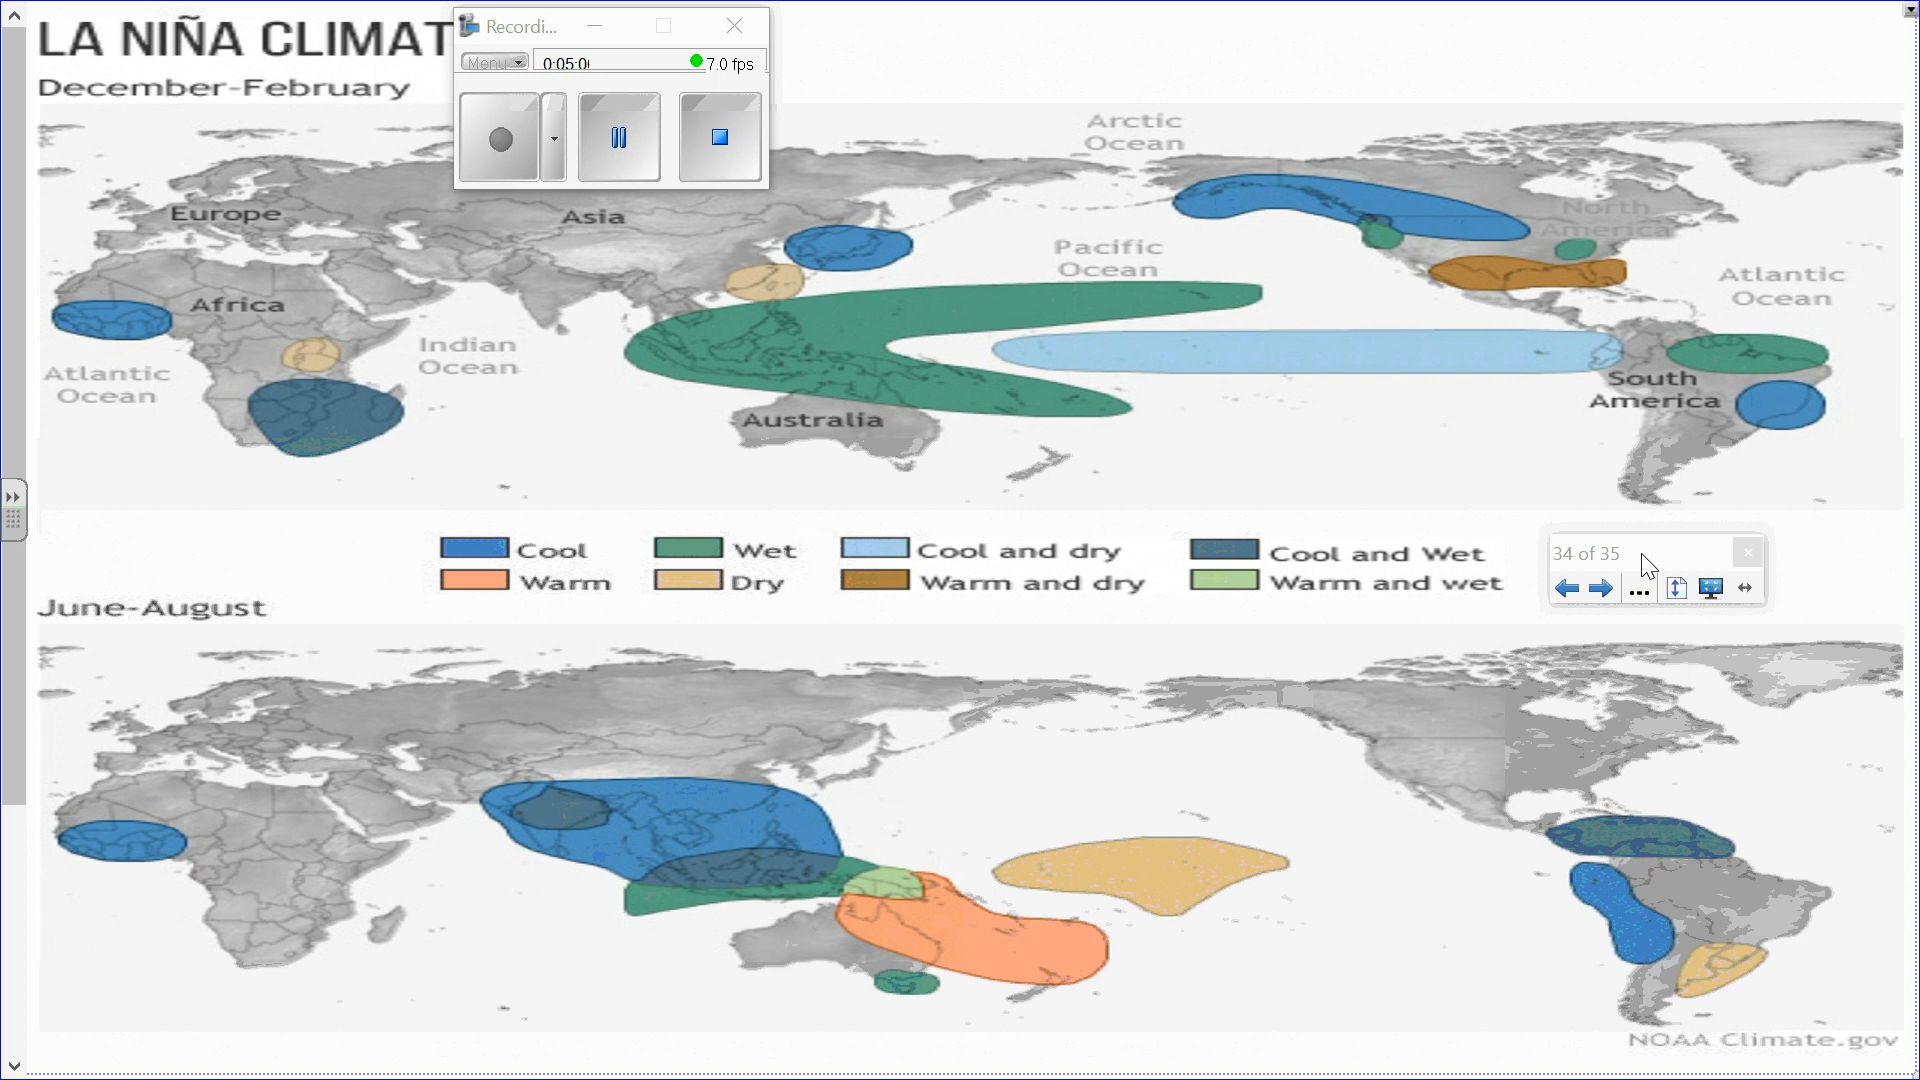 LA NIÑA CLIMAT
December-February
Recordi...
Menu
0:05:0
7.0 fps
Arctic
Ocean
Europe
Asia
North
America
Pacific
Ocean
Atlantic
Ocean
Africa
Indian
Ocean
Atlantic
Ocean
South
America
Australia
Cool
Wet
Cool and dry
Cool and Wet
Warm
Dry
Warm and dry
Warm and wet
34 of 35
June-August
NOAA Climate.gov